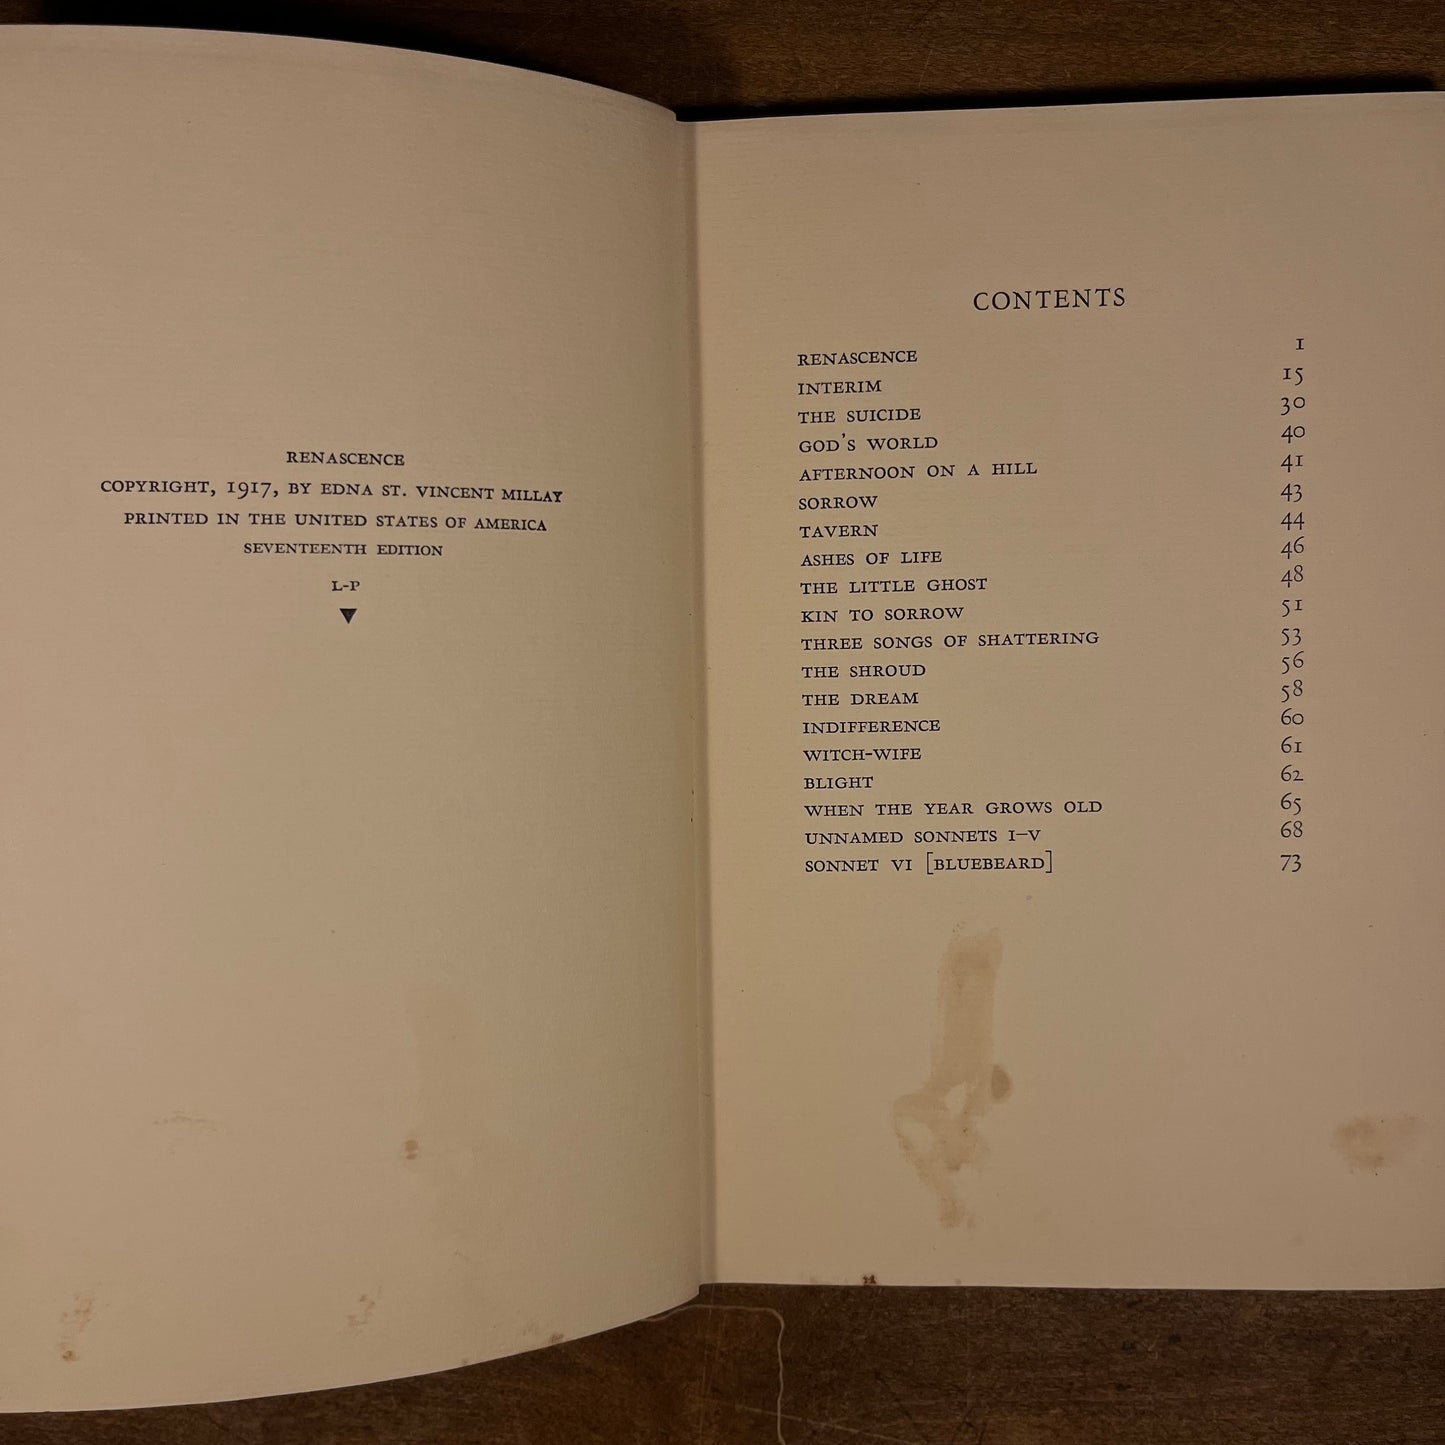 RENASCENCE
COPYRIGHT, 1917, BY EDNA ST. VINCENT MILLAY
PRINTED IN THE UNITED STATES OF AMERICA
SEVENTEENTH EDITION
L-P
CONTENTS
RENASCENCE 1
INTERIM 15
THE SUICIDE 30
GOD'S WORLD 40
AFTERNOON ON A HILL 41
SORROW 43
TAVERN 44
ASHES OF LIFE 46
THE LITTLE GHOST 48
KIN TO SORROW 51
THREE SONGS OF SHATTERING 53
THE SHROUD 56
THE DREAM 58
INDIFFERENCE 60
WITCH-WIFE 61
BLIGHT 62
WHEN THE YEAR GROWS OLD 65
UNNAMED SONNETS I–V 68
SONNET VI [BLUEBEARD] 73